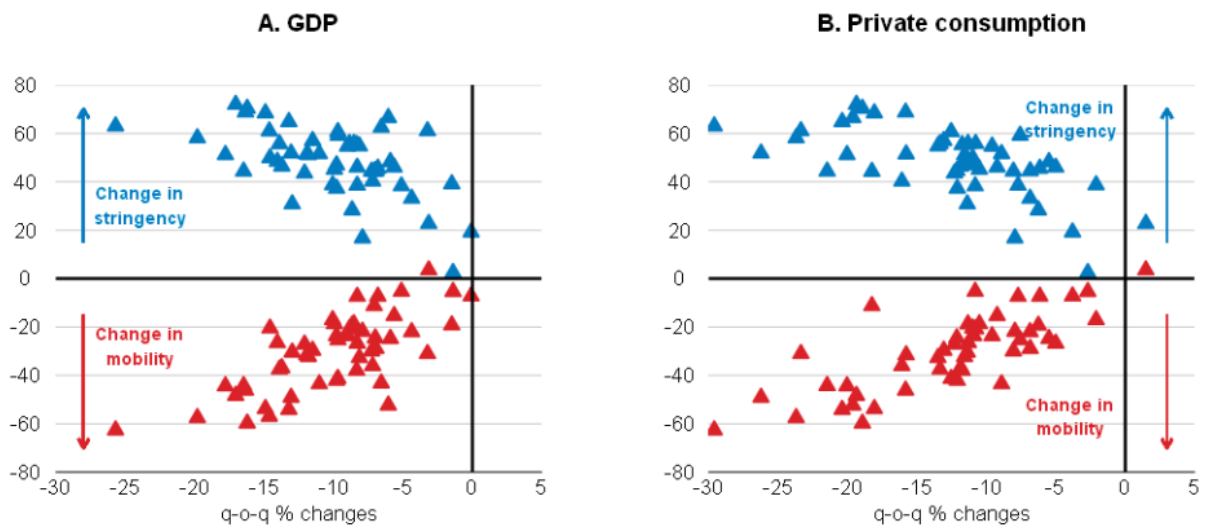 A. GDP
80
60
40
20
0
-20
-40
-60
-80
-30 -25 -20 -15 -10 -5 0 5
q-o-q % changes
Change in
stringency
Change in
mobility
B. Private consumption
80
60
40
20
0
-20
-40
-60
-80
-30 -25 -20 -15 -10 -5 0 5
q-o-q % changes
Change in
stringency
Change in
mobility